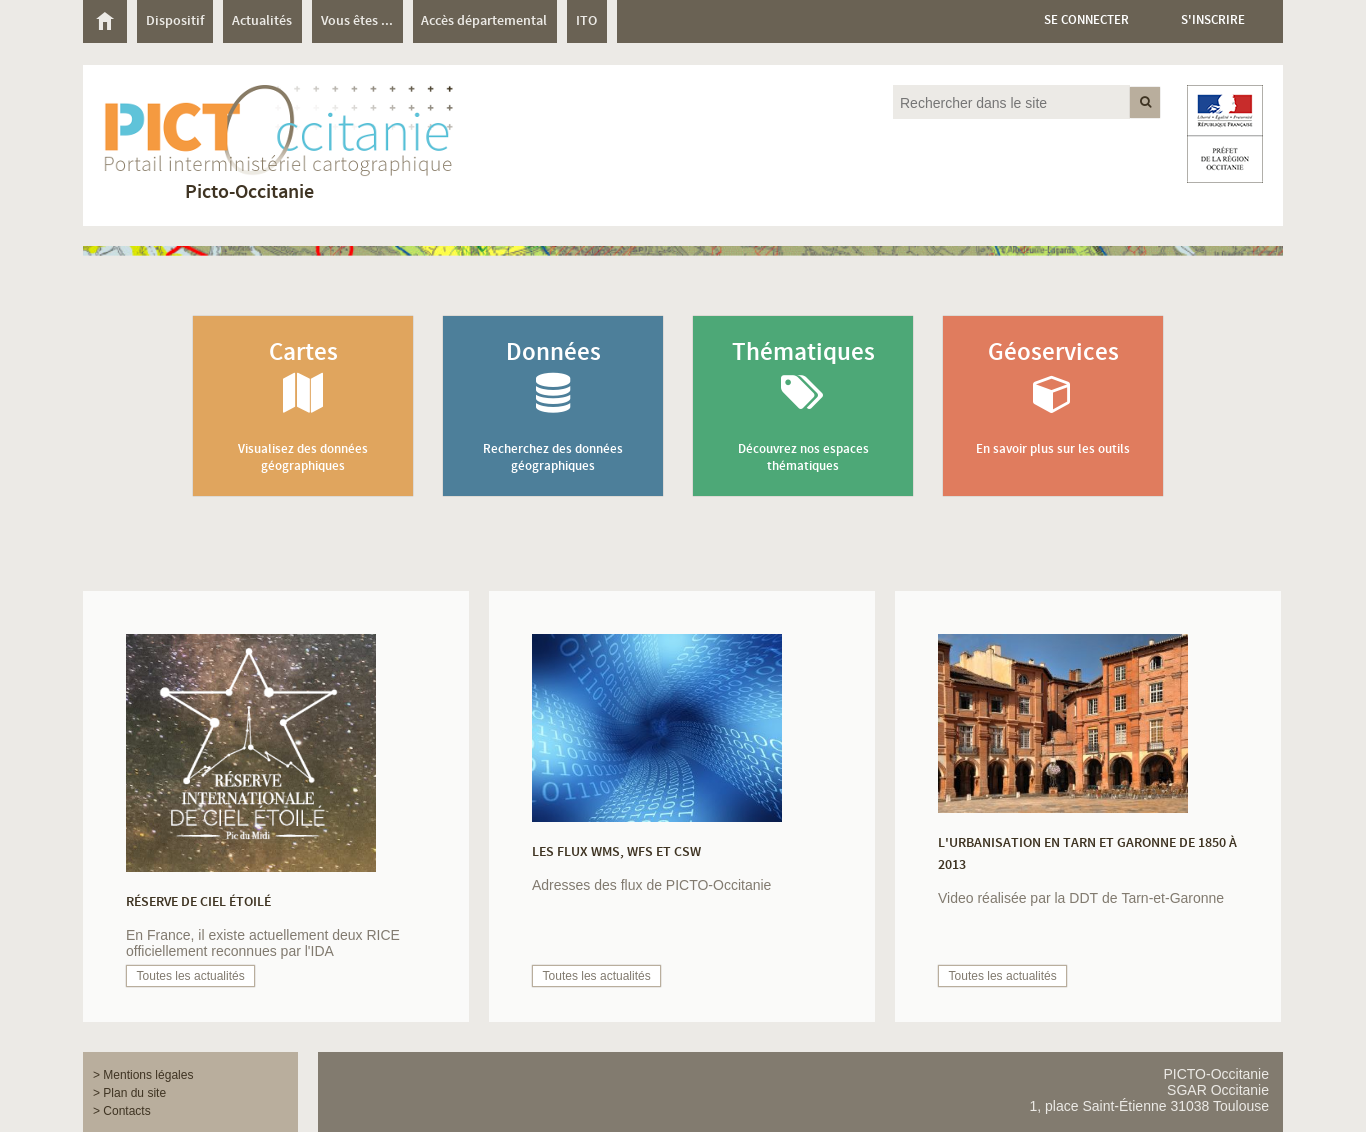 Dispositif
Actualités
Vous êtes ...
Accès départemental
ITO
SE CONNECTER
S'INSCRIRE
PICTOccitanie
Portail interministériel cartographique
Picto-Occitanie
Rechercher dans le site
Liberté • Égalité • Fraternité
RÉPUBLIQUE FRANÇAISE
PRÉFET
DE LA RÉGION
OCCITANIE
Cartes
Visualisez des données
géographiques
Données
Recherchez des données
géographiques
Thématiques
Découvrez nos espaces
thématiques
Géoservices
En savoir plus sur les outils
RÉSERVE
INTERNATIONALE
DE CIEL ÉTOILÉ
Pic du Midi
RÉSERVE DE CIEL ÉTOILÉ
En France, il existe actuellement deux RICE
officiellement reconnues par l'IDA
Toutes les actualités
LES FLUX WMS, WFS ET CSW
Adresses des flux de PICTO-Occitanie
Toutes les actualités
L'URBANISATION EN TARN ET GARONNE DE 1850 À
2013
Video réalisée par la DDT de Tarn-et-Garonne
Toutes les actualités
> Mentions légales
> Plan du site
> Contacts
PICTO-Occitanie
SGAR Occitanie
1, place Saint-Étienne 31038 Toulouse